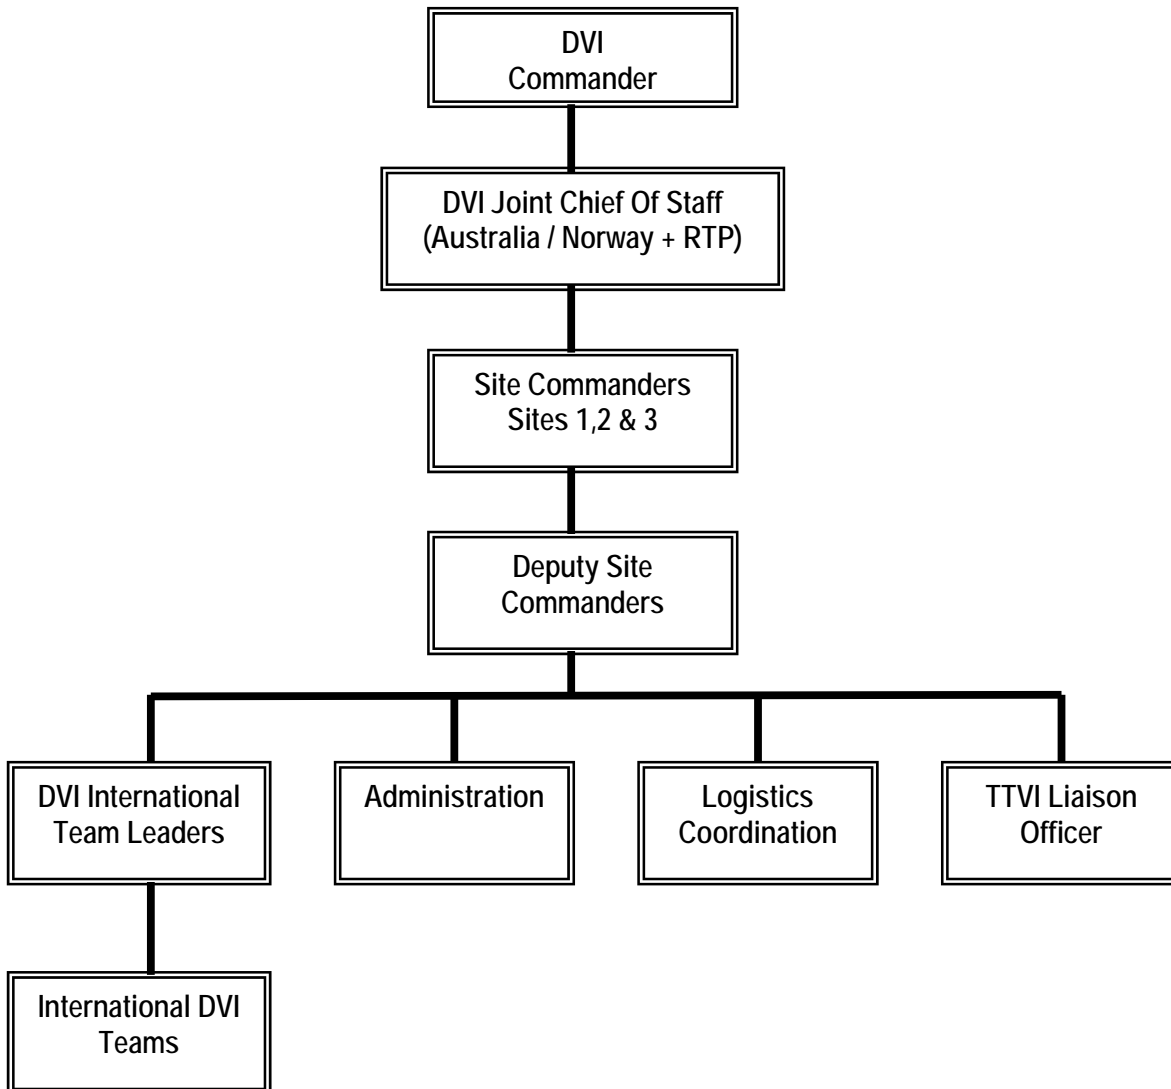 DVI
Commander
DVI Joint Chief Of Staff
(Australia / Norway + RTP)
Site Commanders
Sites 1,2 & 3
Deputy Site
Commanders
DVI International
Team Leaders
Administration
Logistics
Coordination
TTVI Liaison
Officer
International DVI
Teams